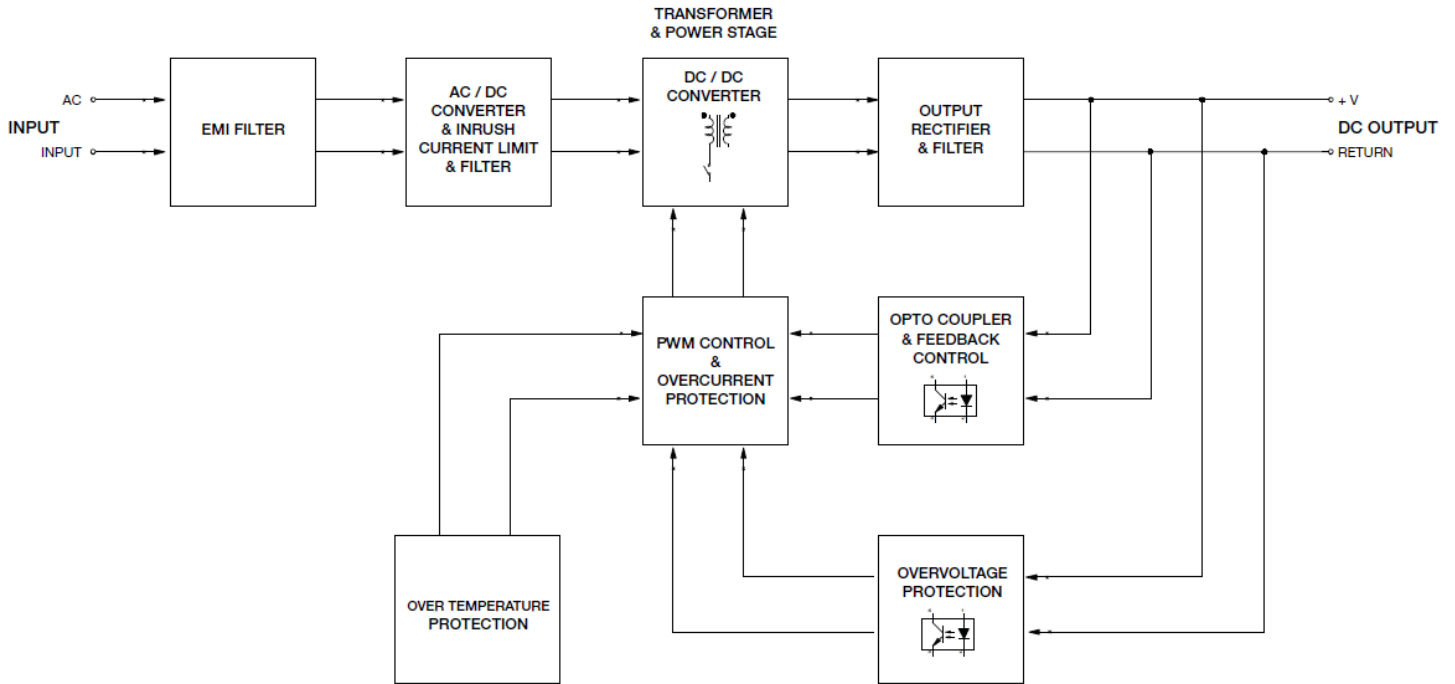 TRANSFORMER
& POWER STAGE
INPUT
AC
INPUT
EMI FILTER
AC / DC
CONVERTER
& INRUSH
CURRENT LIMIT
& FILTER
DC / DC
CONVERTER
OUTPUT
RECTIFIER
& FILTER
+ V
DC OUTPUT
RETURN
PWM CONTROL
&
OVERCURRENT
PROTECTION
OPTO COUPLER
& FEEDBACK
CONTROL
OVER TEMPERATURE
PROTECTION
OVERVOLTAGE
PROTECTION